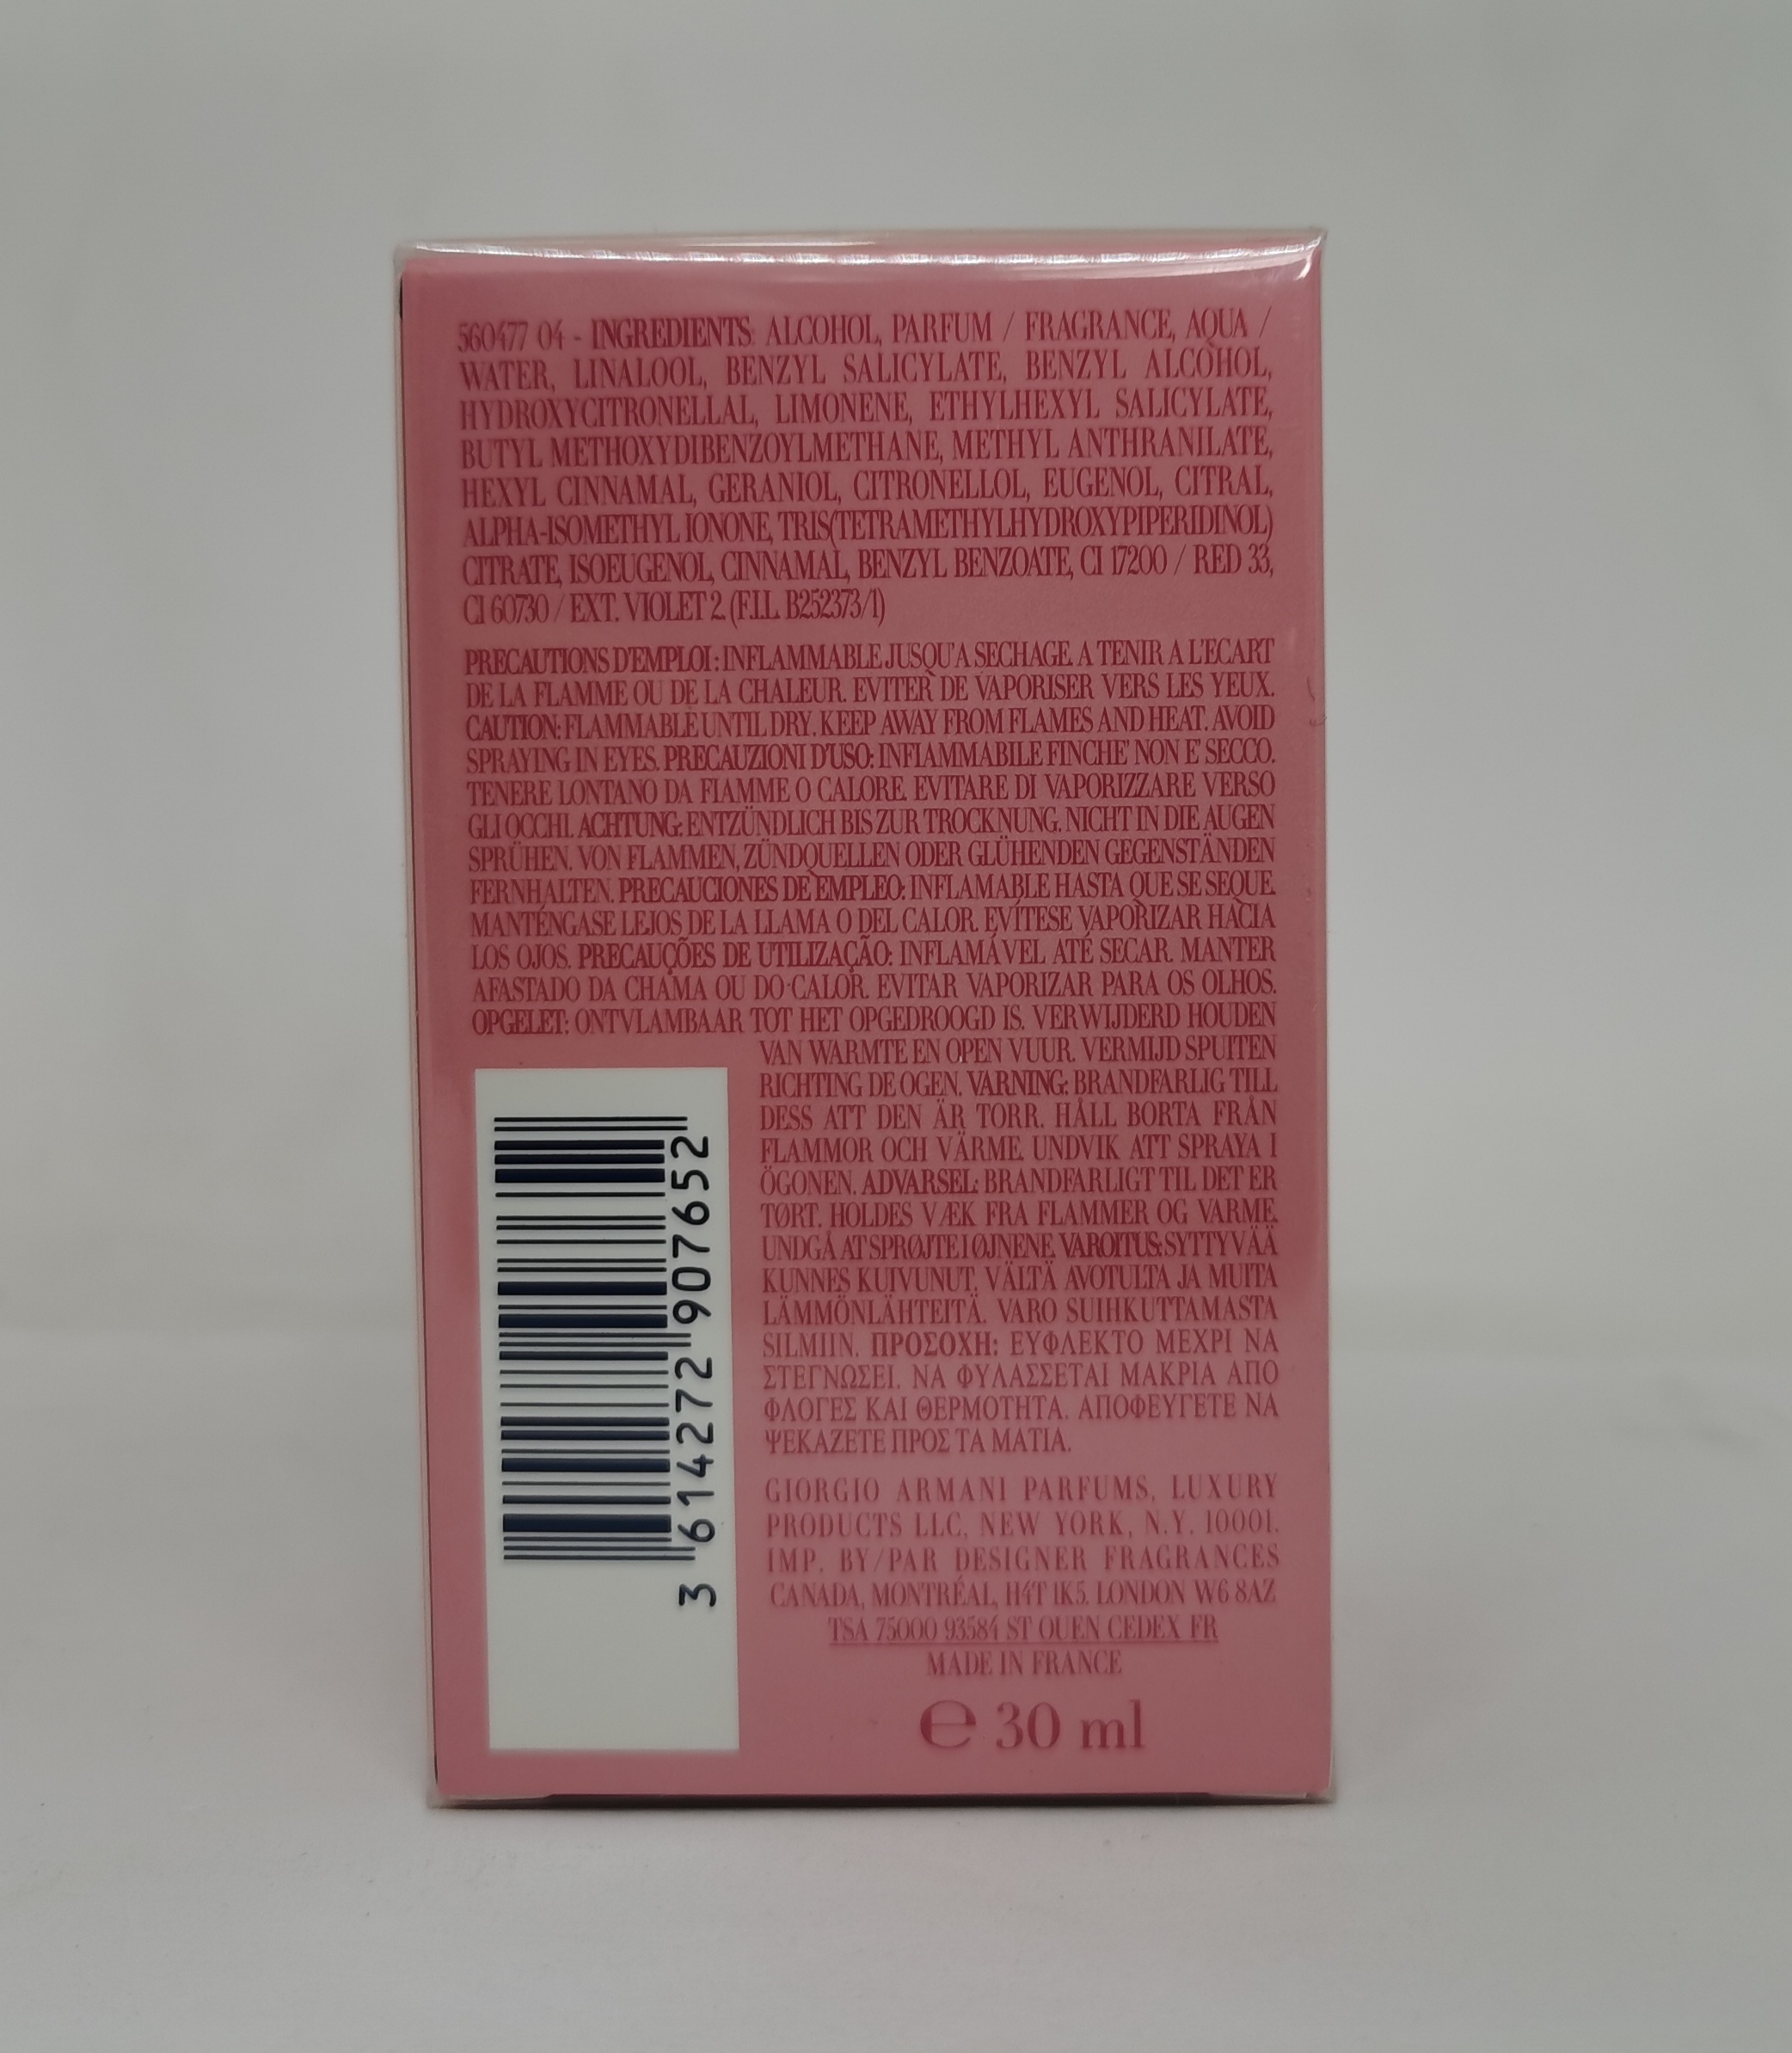 560477 04 - INGREDIENTS: ALCOHOL, PARFUM / FRAGRANCE, AQUA /
WATER, LINALOOL, BENZYL SALICYLATE, BENZYL ALCOHOL,
HYDROXYCITRONELLAL, LIMONENE, ETHYLHEXYL SALICYLATE,
BUTYL METHOXYDIBENZOYLMETHANE, METHYL ANTHRANILATE,
HEXYL CINNAMAL, GERANIOL, CITRONELLOL, EUGENOL, CITRAL,
ALPHA-ISOMETHYL IONONE, TRIS(TETRAMETHYLHYDROXYPIPERIDINOL)
CITRATE, ISOEUGENOL, CINNAMAL, BENZYL BENZOATE, CI 17200 / RED 33,
CI 60730 / EXT. VIOLET 2. (F.I.L. B252373/1)
PRECAUTIONS D'EMPLOI : INFLAMMABLE JUSQU'A SECHAGE. A TENIR A L'ECART
DE LA FLAMME OU DE LA CHALEUR. EVITER DE VAPORISER VERS LES YEUX.
CAUTION: FLAMMABLE UNTIL DRY. KEEP AWAY FROM FLAMES AND HEAT. AVOID
SPRAYING IN EYES. PRECAUZIONI D'USO: INFIAMMABILE FINCHE' NON E' SECCO.
TENERE LONTANO DA FIAMME O CALORE. EVITARE DI VAPORIZZARE VERSO
GLI OCCHI. ACHTUNG: ENTZÜNDLICH BIS ZUR TROCKNUNG. NICHT IN DIE AUGEN
SPRÜHEN. VON FLAMMEN, ZÜNDQUELLEN ODER GLÜHENDEN GEGENSTÄNDEN
FERNHALTEN. PRECAUCIONES DE EMPLEO: INFLAMABLE HASTA QUE SE SEQUE.
MANTÉNGASE LEJOS DE LA LLAMA O DEL CALOR. EVÍTESE VAPORIZAR HACIA
LOS OJOS. PRECAUÇÕES DE UTILIZAÇÃO: INFLAMÁVEL ATÉ SECAR. MANTER
AFASTADO DA CHAMA OU DO CALOR. EVITAR VAPORIZAR PARA OS OLHOS.
OPGELET: ONTVLAMBAAR TOT HET OPGEDROOGD IS. VERWIJDERD HOUDEN
VAN WARMTE EN OPEN VUUR. VERMIJD SPUITEN
RICHTING DE OGEN. VARNING: BRANDFARLIG TILL
DESS ATT DEN ÄR TORR. HÅLL BORTA FRÅN
FLAMMOR OCH VÄRME. UNDVIK ATT SPRAYA I
ÖGONEN. ADVARSEL: BRANDFARLIGT TIL DET ER
TØRT. HOLDES VÆK FRA FLAMMER OG VARME.
UNDGÅ AT SPRØJTE I ØJNENE. VAROITUS: SYTTYVÄÄ
KUNNES KUIVUNUT. VÄLTÄ AVOTULTA JA MUITA
LÄMMÖNLÄHTEITÄ. VARO SUIHKUTTAMASTA
SILMIIN. ΠΡΟΣΟΧΗ: ΕΥΦΛΕΚΤΟ ΜΕΧΡΙ ΝΑ
ΣΤΕΓΝΩΣΕΙ. ΝΑ ΦΥΛΑΣΣΕΤΑΙ ΜΑΚΡΙΑ ΑΠΟ
ΦΛΟΓΕΣ ΚΑΙ ΘΕΡΜΟΤΗΤΑ. ΑΠΟΦΕΥΓΕΤΕ ΝΑ
ΨΕΚΑΖΕΤΕ ΠΡΟΣ ΤΑ ΜΑΤΙΑ.
GIORGIO ARMANI PARFUMS, LUXURY
PRODUCTS LLC, NEW YORK, N.Y. 10001.
IMP. BY/PAR DESIGNER FRAGRANCES
CANADA, MONTRÉAL, H4T 1K5. LONDON W6 8AZ
TSA 75000 93584 ST OUEN CEDEX FR
MADE IN FRANCE
℮ 30 ml
3 614272 907652